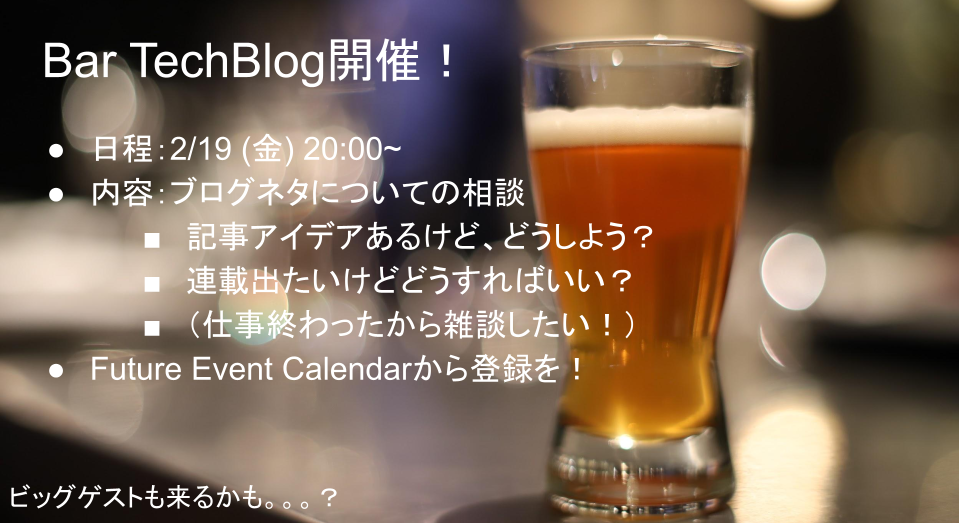 Bar TechBlog開催！
● 日程：2/19 (金) 20:00~
● 内容：ブログネタについての相談
■ 記事アイデアあるけど、どうしよう？
■ 連載出たいけどどうすればいい？
■ （仕事終わったから雑談したい！）
● Future Event Calendarから登録を！
ビッグゲストも来るかも。。。？